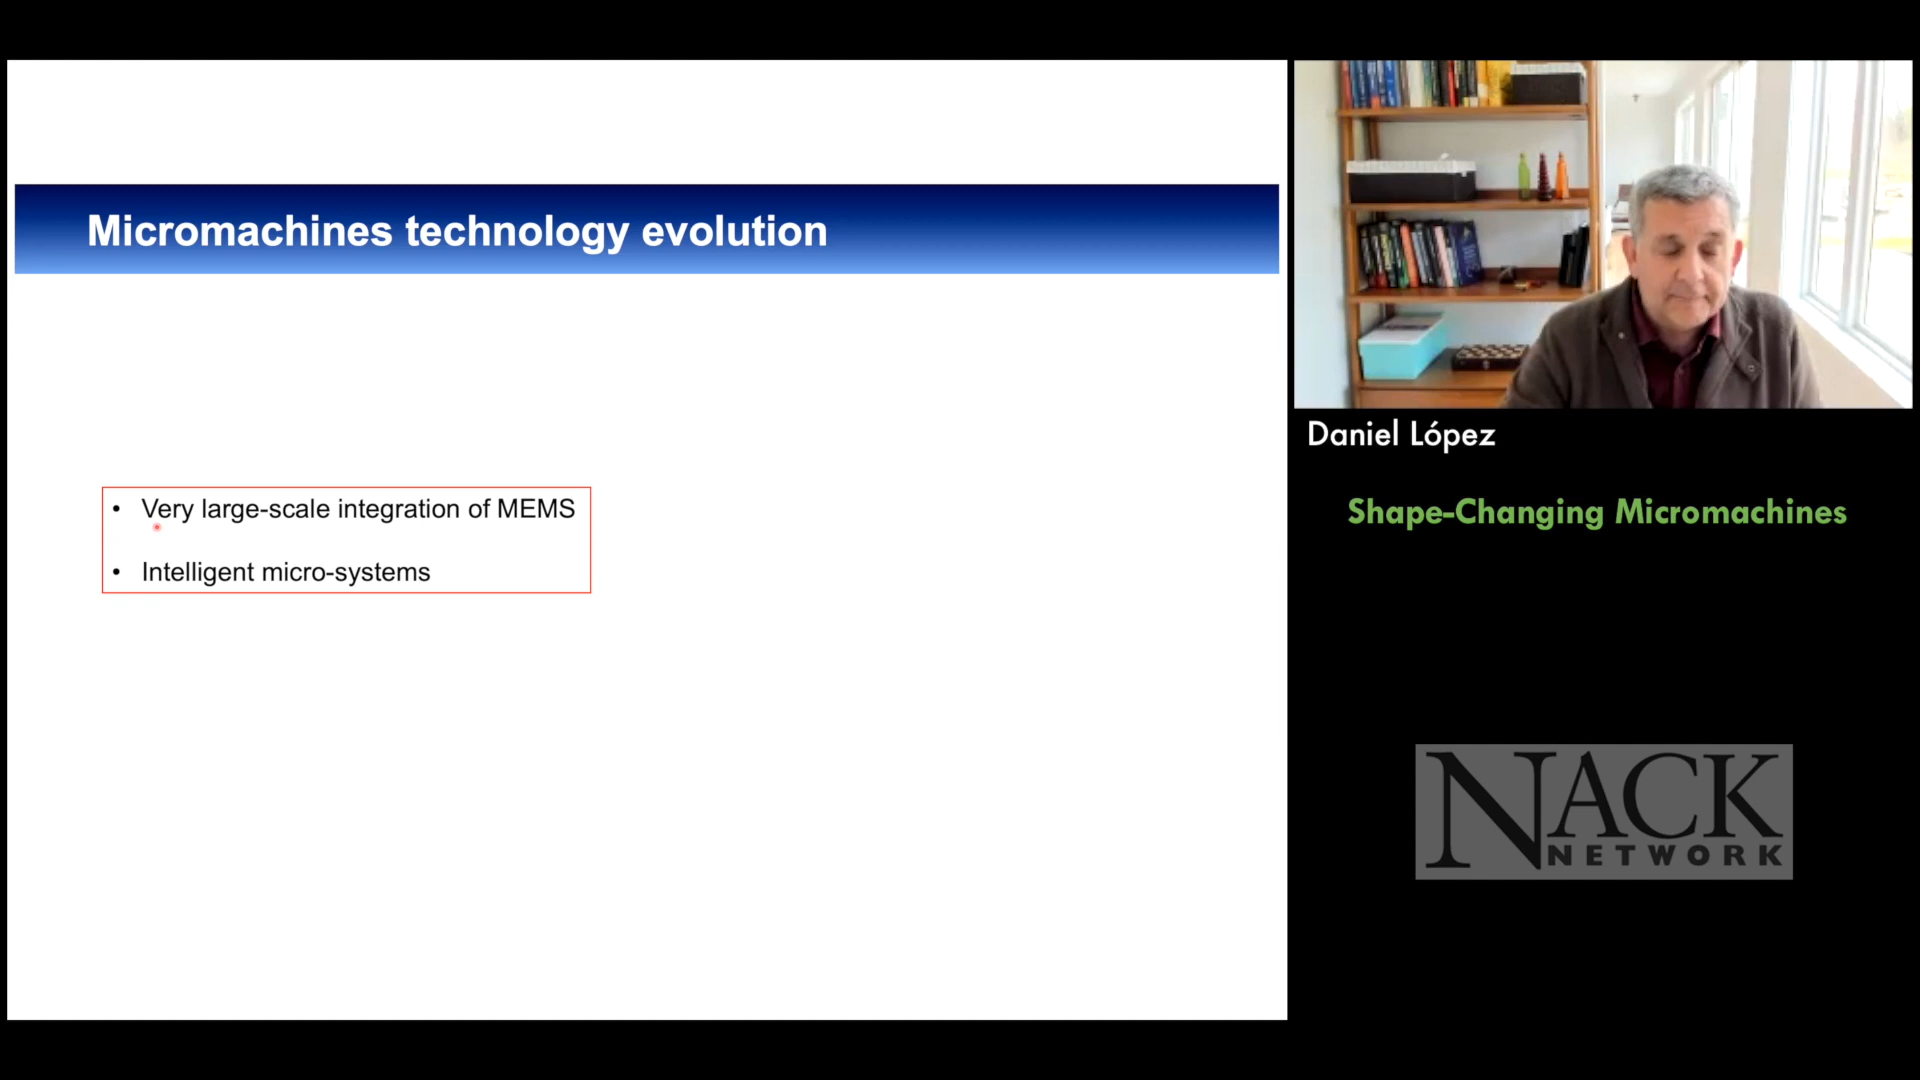 Micromachines technology evolution
• Very large-scale integration of MEMS
• Intelligent micro-systems
Daniel López
Shape-Changing Micromachines
NACK
NETWORK